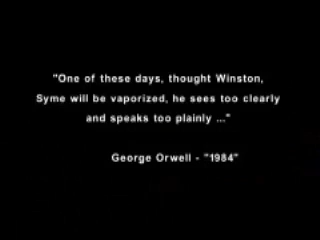 "One of these days, thought Winston,
Syme will be vaporized, he sees too clearly
and speaks too plainly ..."
George Orwell - "1984"